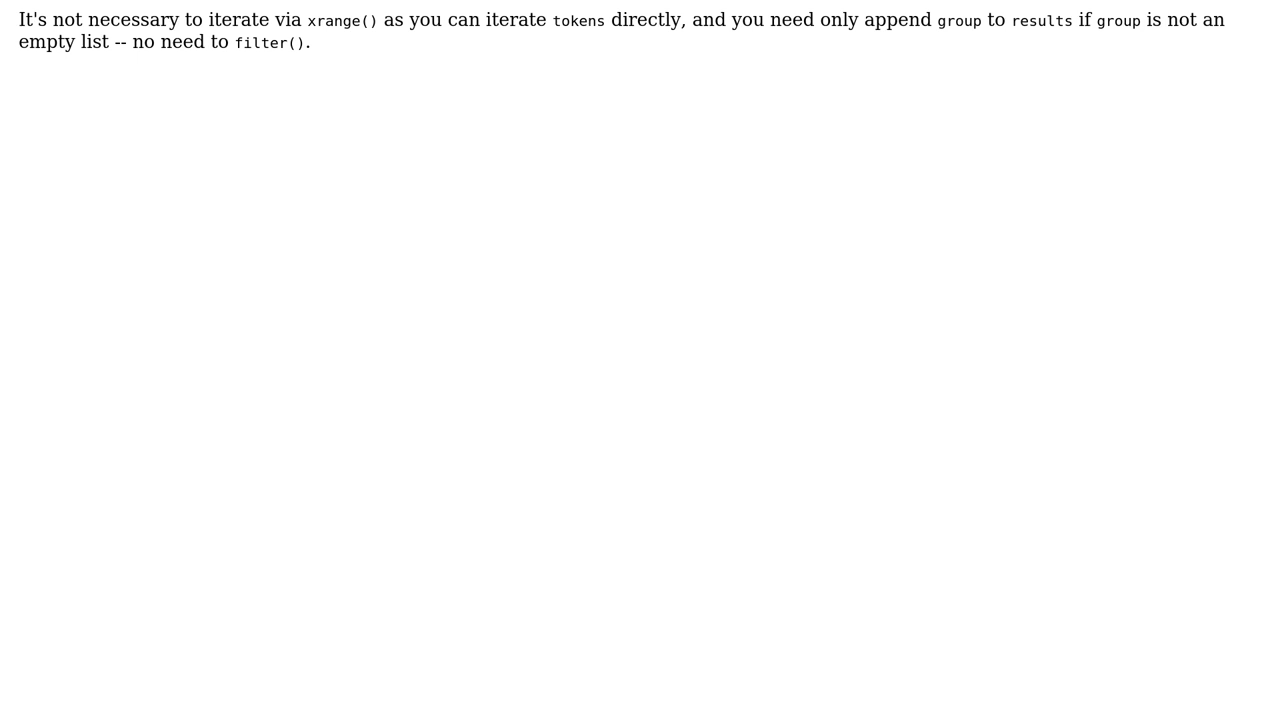 It's not necessary to iterate via xrange() as you can iterate tokens directly, and you need only append group to results if group is not an
empty list -- no need to filter().